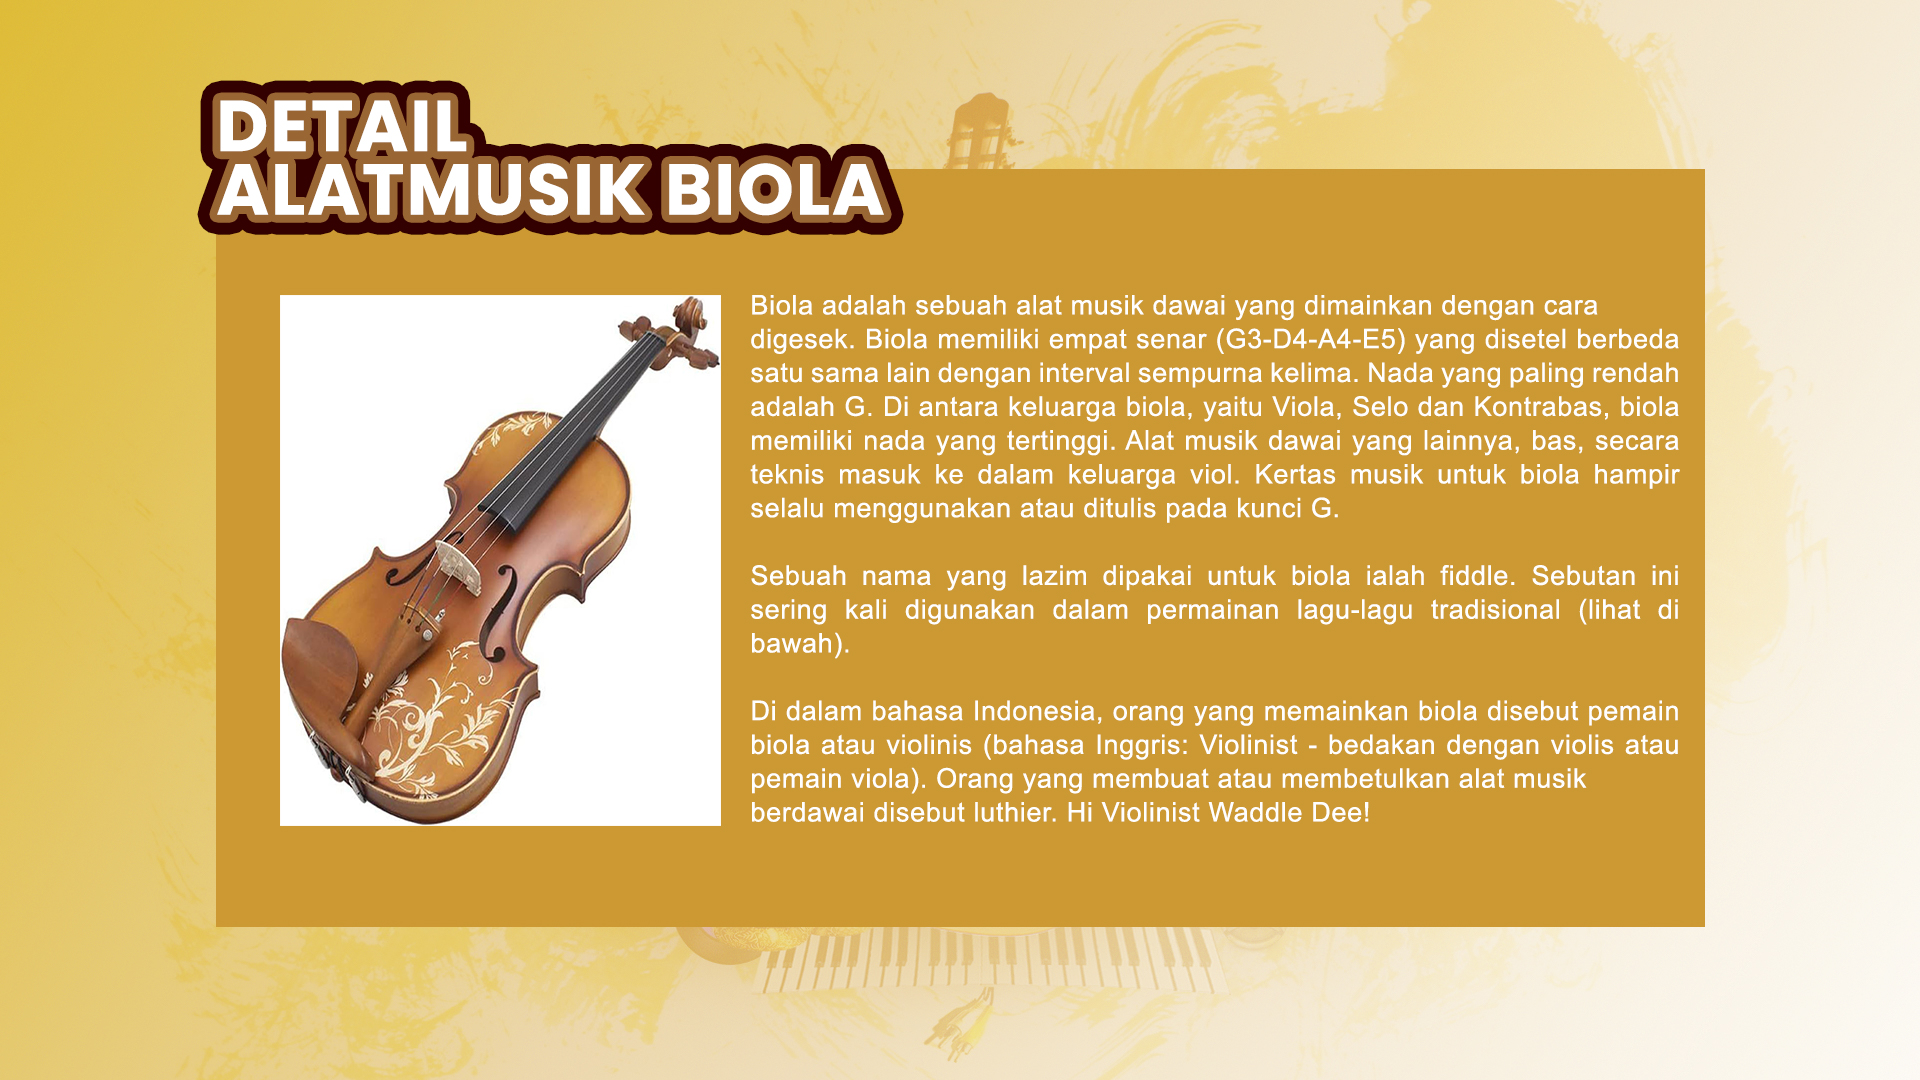 DETAIL
ALATMUSIK BIOLA
Biola adalah sebuah alat musik dawai yang dimainkan dengan cara
digesek. Biola memiliki empat senar (G3-D4-A4-E5) yang disetel berbeda
satu sama lain dengan interval sempurna kelima. Nada yang paling rendah
adalah G. Di antara keluarga biola, yaitu Viola, Selo dan Kontrabas, biola
memiliki nada yang tertinggi. Alat musik dawai yang lainnya, bas, secara
teknis masuk ke dalam keluarga viol. Kertas musik untuk biola hampir
selalu menggunakan atau ditulis pada kunci G.
Sebuah nama yang lazim dipakai untuk biola ialah fiddle. Sebutan ini
sering kali digunakan dalam permainan lagu-lagu tradisional (lihat di
bawah).
Di dalam bahasa Indonesia, orang yang memainkan biola disebut pemain
biola atau violinis (bahasa Inggris: Violinist - bedakan dengan violis atau
pemain viola). Orang yang membuat atau membetulkan alat musik
berdawai disebut luthier. Hi Violinist Waddle Dee!